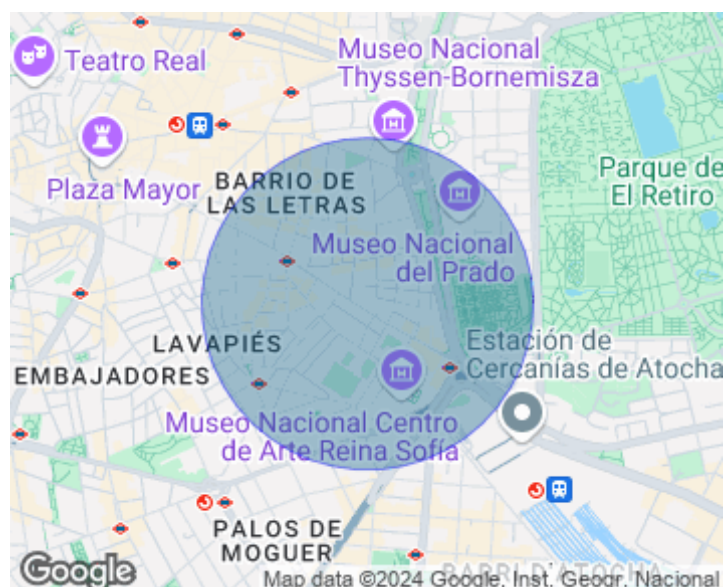 Teatro Real
Museo Nacional
Thyssen-Bornemisza
Plaza Mayor
BARRIO DE
LAS LETRAS
Parque de
El Retiro
Museo Nacional
del Prado
LAVAPIÉS
EMBAJADORES
Estación de
Cercanías de Atocha
Museo Nacional Centro
de Arte Reina Sofía
PALOS DE
MOGUER
BARRI D'ATOCHA
Google
Map data ©2024 Google, Inst. Geogr. Nacional